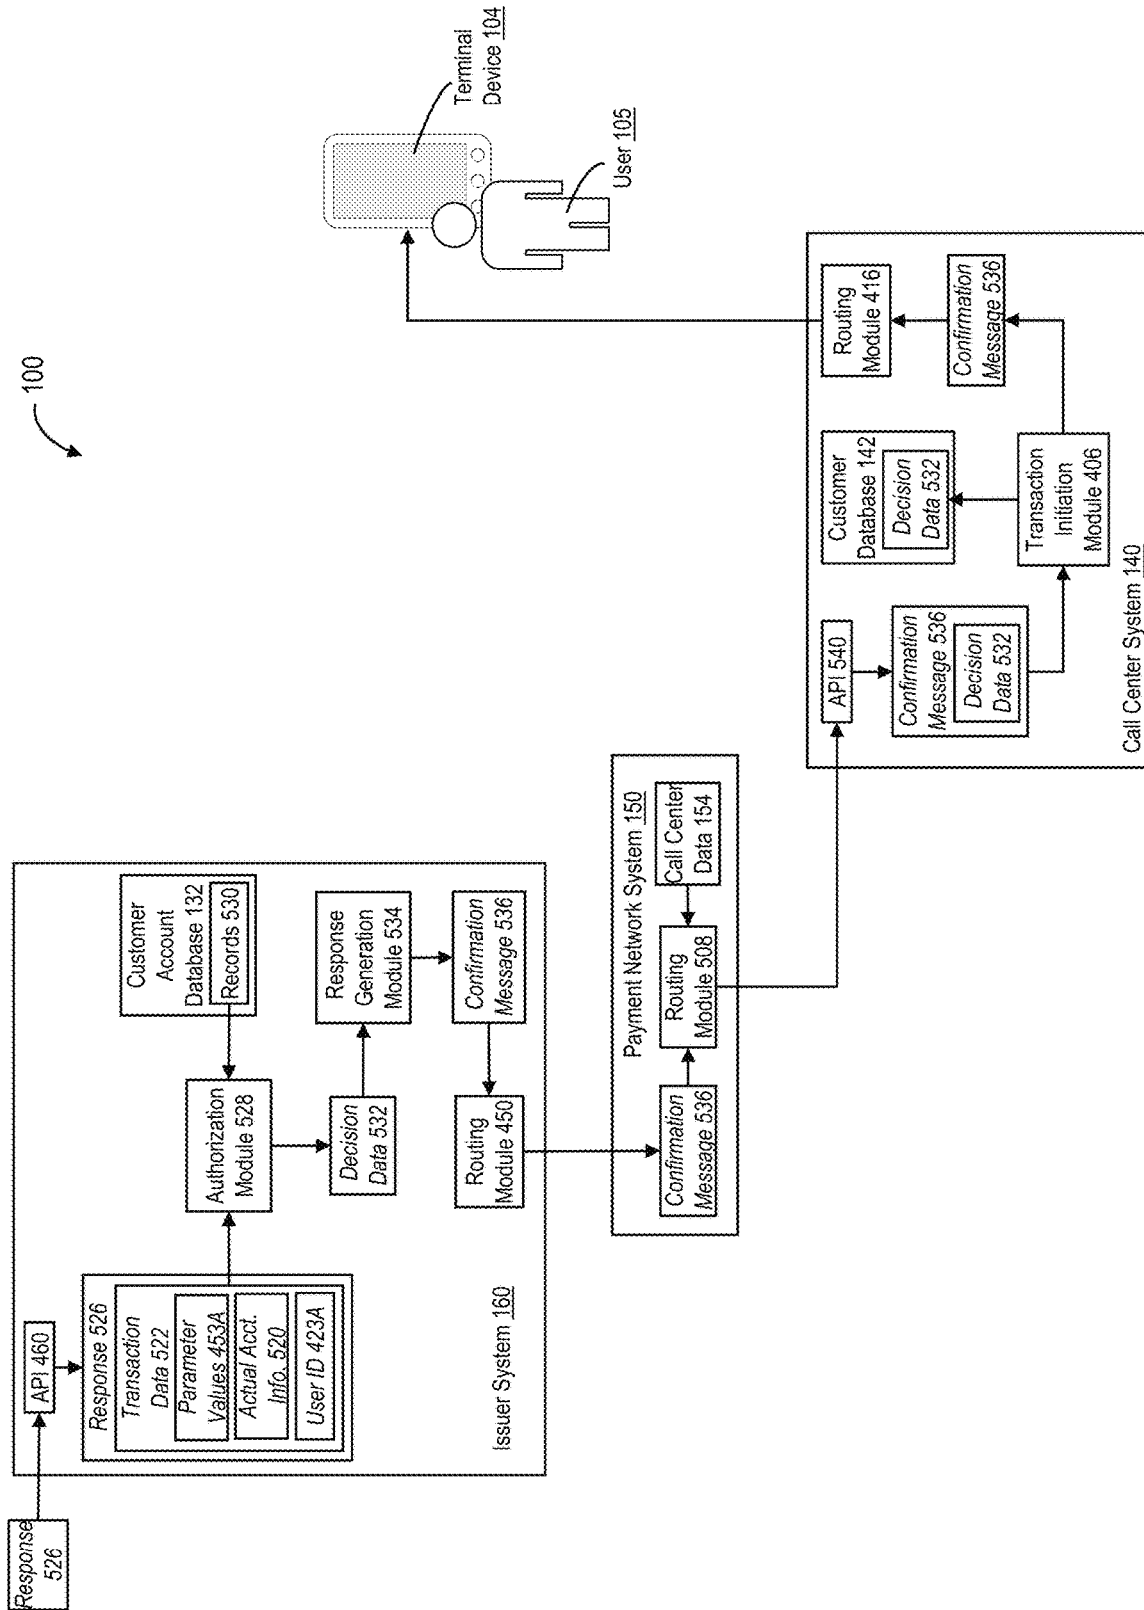 100
Response
526
API 460
Response 526
Transaction
Data 522
Parameter
Values 453A
Actual Acct.
Info. 520
User ID 423A
Authorization
Module 528
Customer
Account
Database 132
Records 530
Decision
Data 532
Response
Generation
Module 534
Routing
Module 450
Confirmation
Message 536
Issuer System 160
Payment Network System 150
Confirmation
Message 536
Routing
Module 508
Call Center
Data 154
API 540
Confirmation
Message 536
Decision
Data 532
Customer
Database 142
Decision
Data 532
Transaction
Initiation
Module 406
Routing
Module 416
Confirmation
Message 536
Call Center System 140
Terminal
Device 104
User 105